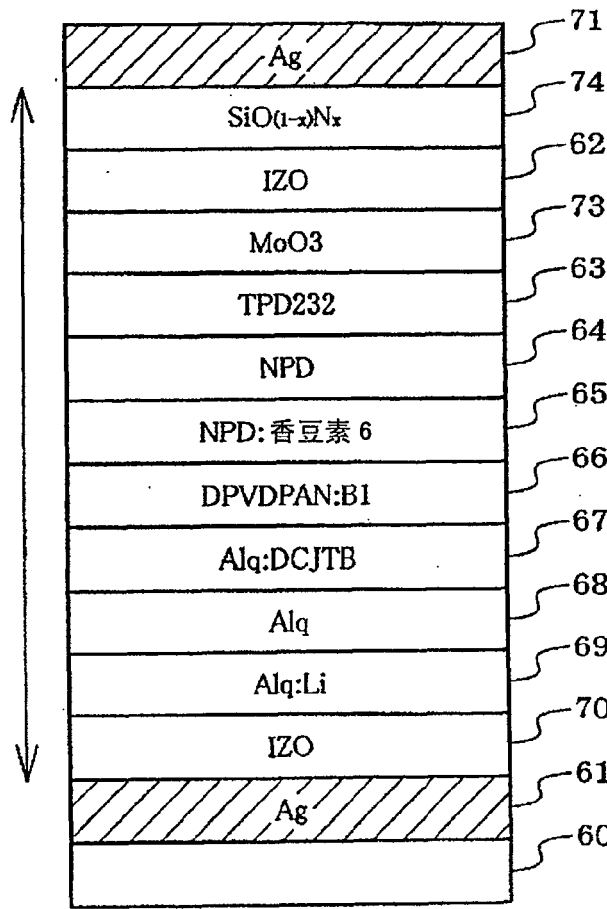 Ag 71
SiO(1-x)Nx 74
IZO 62
MoO3 73
TPD232 63
NPD 64
NPD: 香豆素 6 65
DPVDPAN:B1 66
Alq:DCJTB 67
Alq 68
Alq:Li 69
IZO 70
Ag 61
60